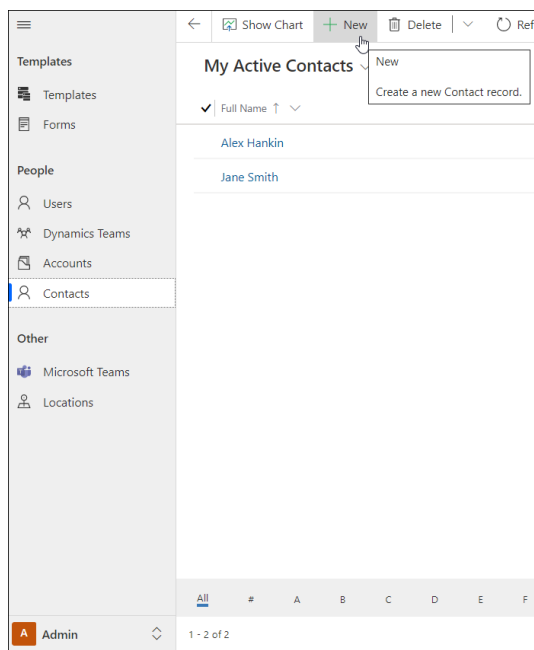 Show Chart
New
Delete
Ref
Templates
Templates
Forms
People
Users
Dynamics Teams
Accounts
Contacts
Other
Microsoft Teams
Locations
A Admin
My Active Contacts
New
Create a new Contact record.
Full Name
Alex Hankin
Jane Smith
All # A B C D E F
1 - 2 of 2